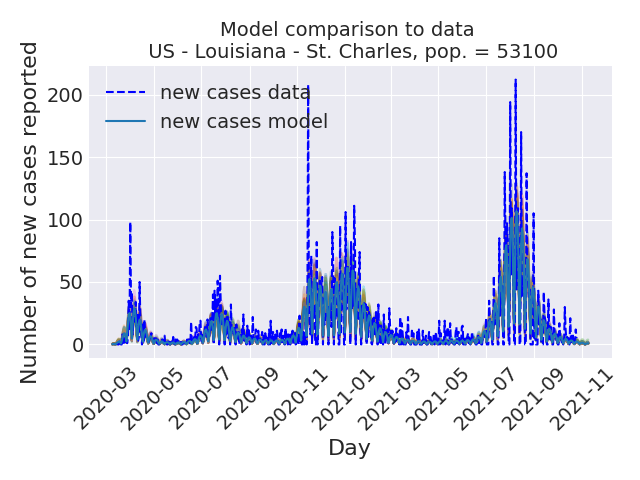 Model comparison to data
US - Louisiana - St. Charles, pop. = 53100
Number of new cases reported
200
150
100
50
0
new cases data
new cases model
2020-03
2020-05
2020-07
2020-09
2020-11
2021-01
2021-03
2021-05
2021-07
2021-09
2021-11
Day